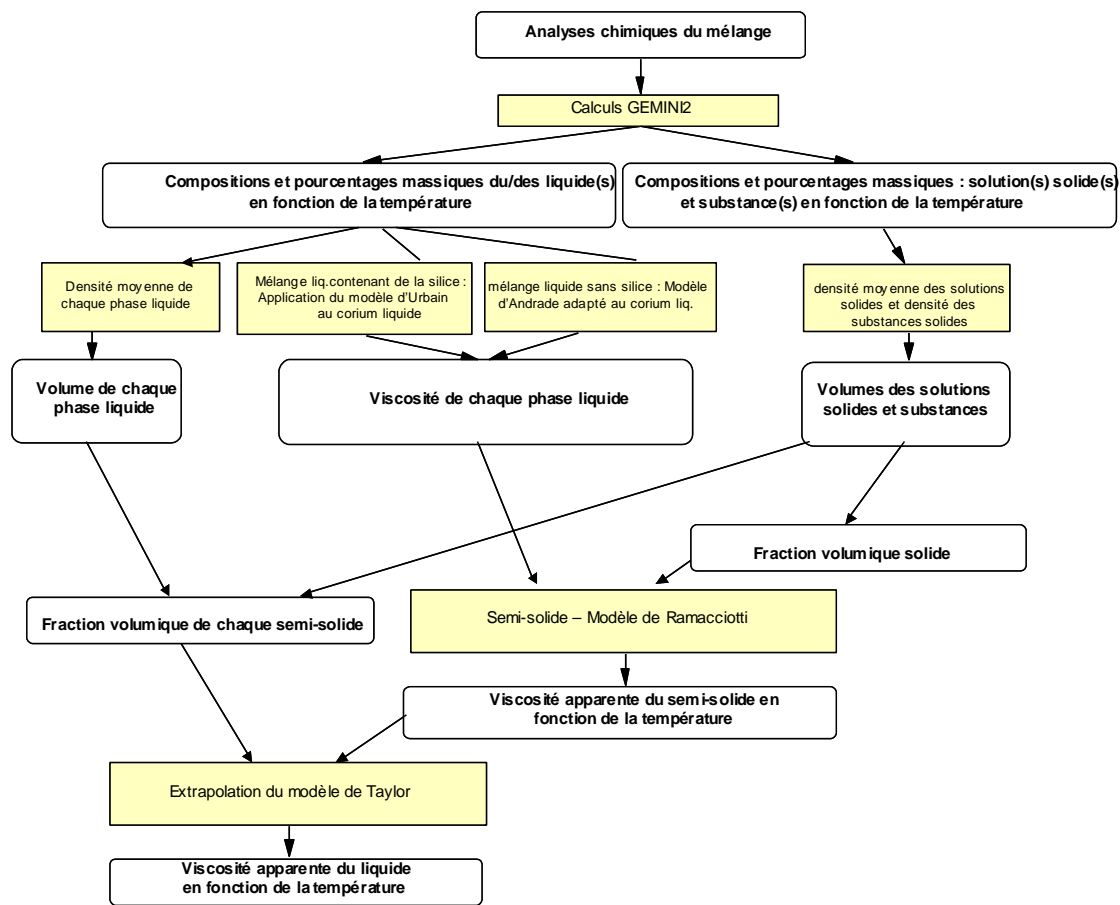 Analyses chimiques du mélange
Calculs GEMINI2
Compositions et pourcentages massiques du/des liquide(s)
en fonction de la température
Compositions et pourcentages massiques : solution(s) solide(s)
et substance(s) en fonction de la température
Densité moyenne de
chaque phase liquide
Mélange liq.contenant de la silice :
Application du modèle d'Urbain
au corium liquide
mélange liquide sans silice : Modèle
d'Andrade adapté au corium liq.
densité moyenne des solutions
solides et densité des
substances solides
Volume de chaque
phase liquide
Viscosité de chaque phase liquide
Volumes des solutions
solides et substances
Fraction volumique solide
Fraction volumique de chaque semi-solide
Semi-solide – Modèle de Ramacciotti
Viscosité apparente du semi-solide en
fonction de la température
Extrapolation du modèle de Taylor
Viscosité apparente du liquide
en fonction de la température